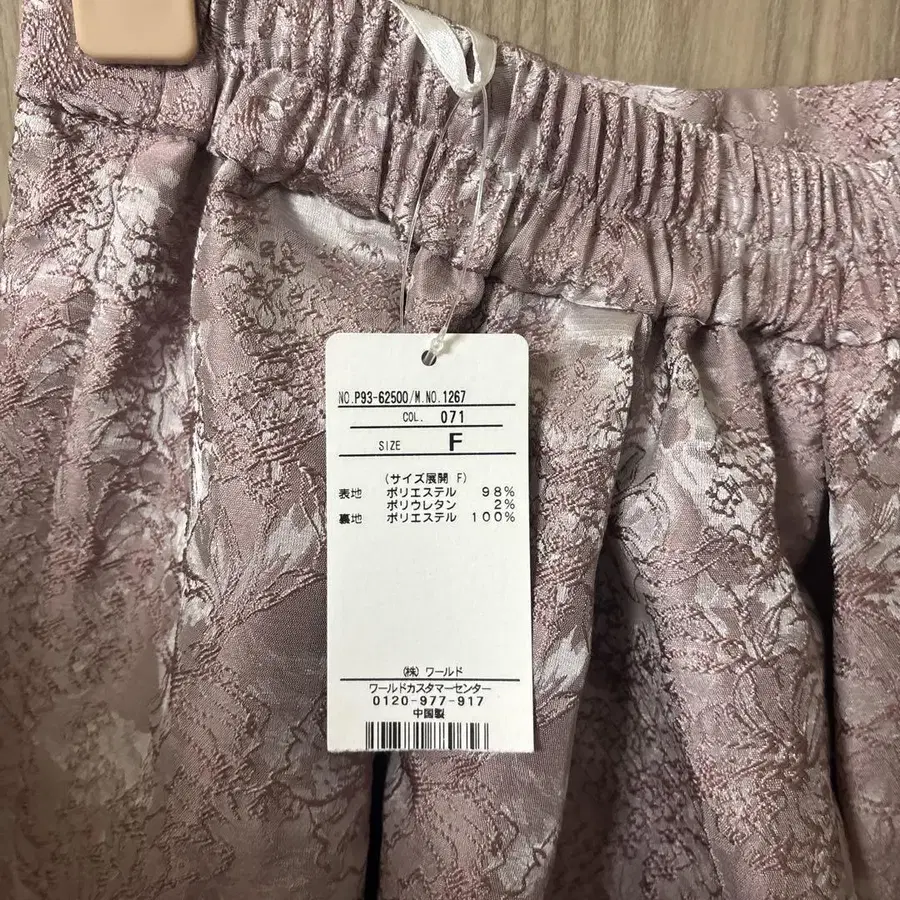 NO.P93-62500/M.NO.1267
COL. 071
SIZE F
(サイズ展開 F)
表地 ポリエステル 98%
ポリウレタン 2%
裏地 ポリエステル 100%
(株) ワールド
ワールドカスタマーセンター
0120-977-917
中国製